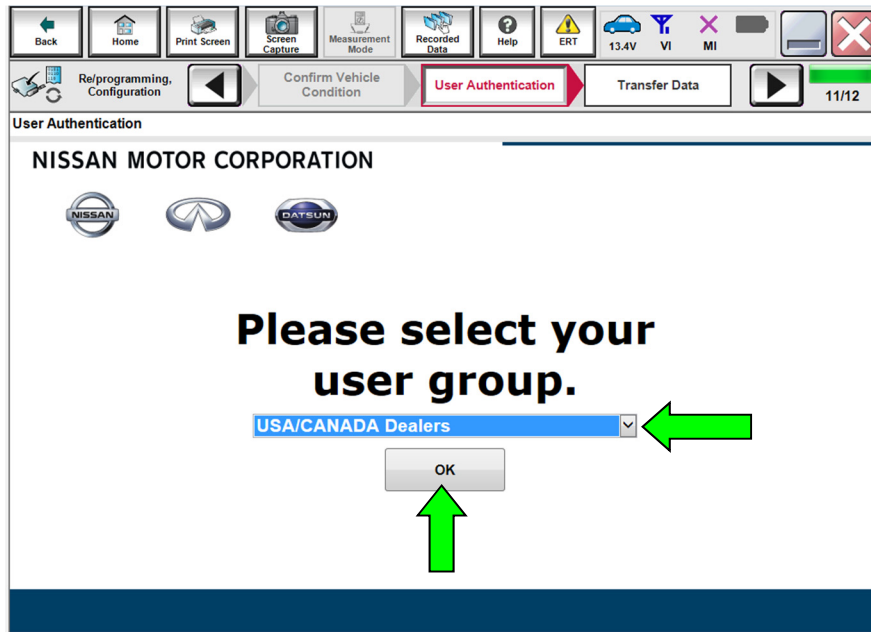 Back
Home
Print Screen
Screen
Capture
Measurement
Mode
Recorded
Data
Help
ERT
13.4V
VI
MI
Re/programming,
Configuration
Confirm Vehicle
Condition
User Authentication
Transfer Data
11/12
User Authentication
NISSAN MOTOR CORPORATION
NISSAN
DATSUN
Please select your
user group.
USA/CANADA Dealers
OK